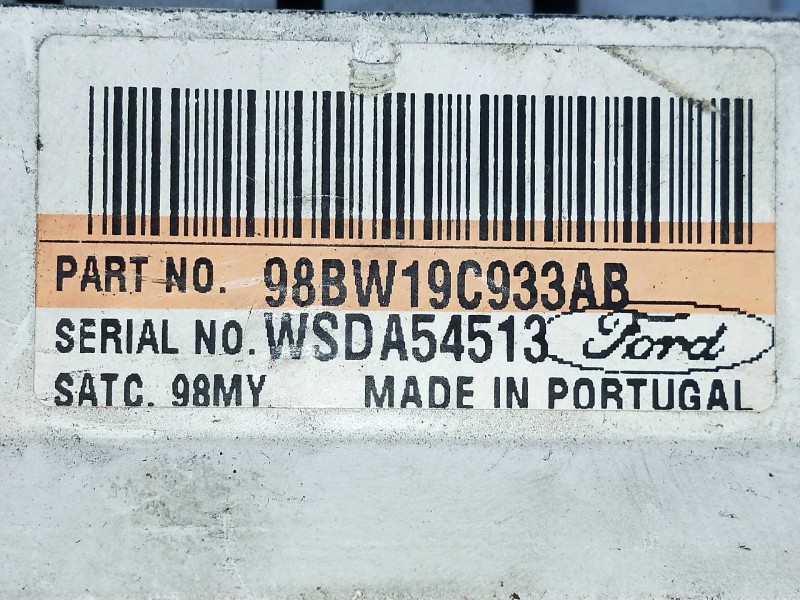 PART NO. 98BW19C933AB
SERIAL NO. WSDA54513 Ford
SATC. 98MY MADE IN PORTUGAL